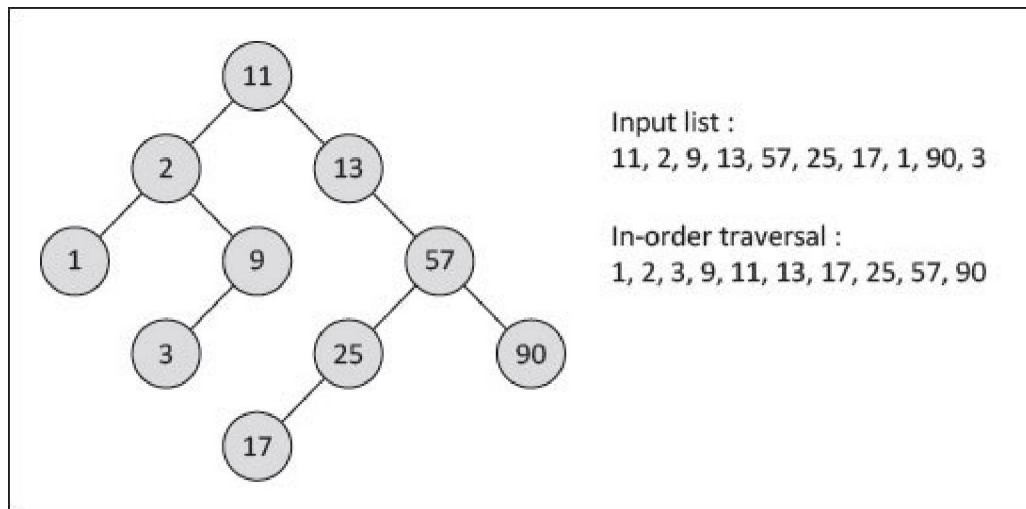 11
2
13
1
9
57
3
25
90
17
Input list :
11, 2, 9, 13, 57, 25, 17, 1, 90, 3
In-order traversal :
1, 2, 3, 9, 11, 13, 17, 25, 57, 90